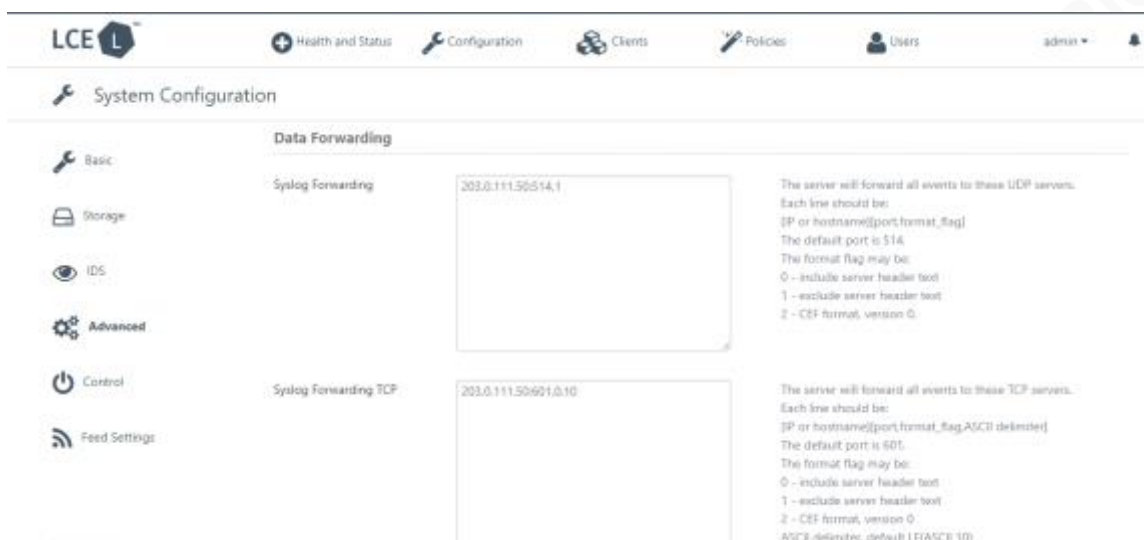 LCE
Health and Status
Configuration
Clients
Policies
Users
admin
System Configuration
Basic
Storage
IDS
Advanced
Control
Feed Settings
Data Forwarding
Syslog Forwarding
203.0.111.50:514,1
The server will forward all events to these UDP servers.
Each line should be:
[IP or hostname][port,format_flag]
The default port is 514.
The format flag may be:
0 - include server header text
1 - exclude server header text
2 - CEF format, version 0.
Syslog Forwarding TCP
203.0.111.50:601,0,10
The server will forward all events to these TCP servers.
Each line should be:
[IP or hostname][port,format_flag,ASCII delimiter]
The default port is 601.
The format flag may be:
0 - include server header text
1 - exclude server header text
2 - CEF format, version 0
ASCII delimiter, default LF(ASCII 10)